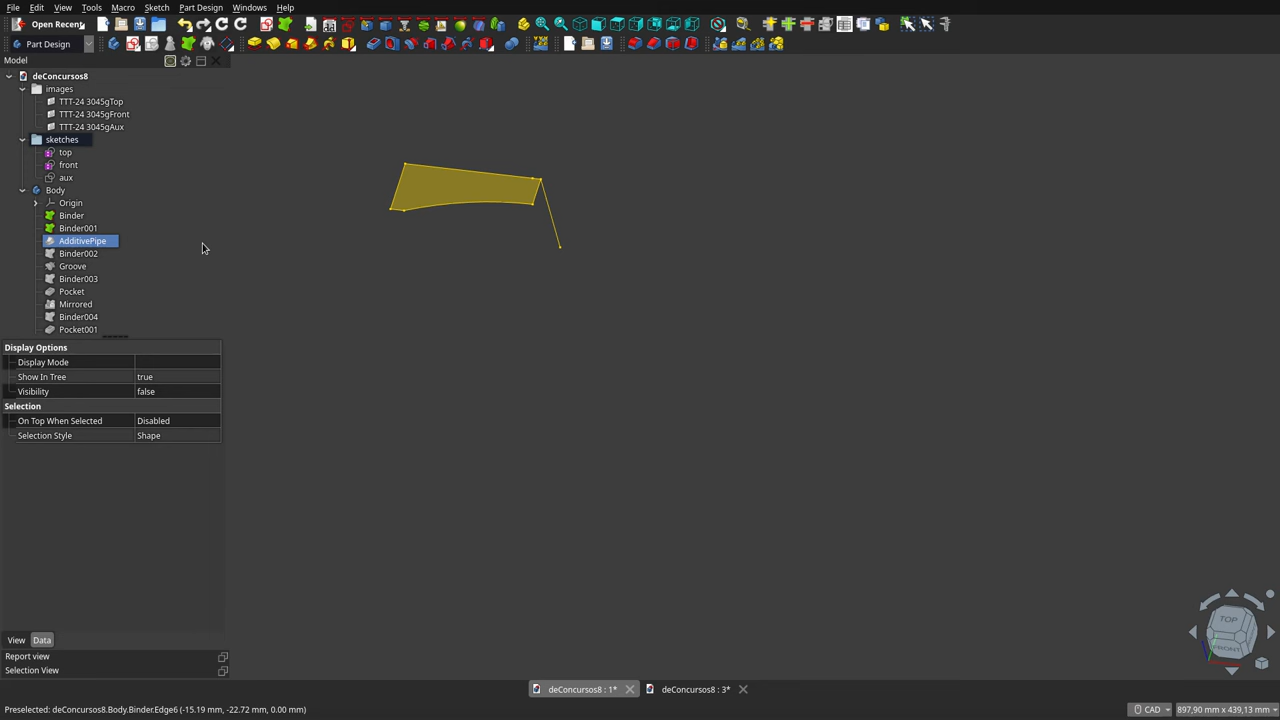 File Edit View Tools Macro Sketch Part Design Windows Help
Open Recent
Part Design
Model
deConcursos8
images
TTT-24 3045gTop
TTT-24 3045gFront
TTT-24 3045gAux
sketches
top
front
aux
Body
Origin
Binder
Binder001
AdditivePipe
Binder002
Groove
Binder003
Pocket
Mirrored
Binder004
Pocket001
Display Options
Display Mode
Show In Tree true
Visibility false
Selection
On Top When Selected Disabled
Selection Style Shape
TOP
FRONT
View Data
Report view
Selection View
deConcursos8 : 1* deConcursos8 : 3*
Preselected: deConcursos8.Body.Binder.Edge6 (-15.19 mm, -22.72 mm, 0.00 mm) CAD 897,90 mm x 439,13 mm